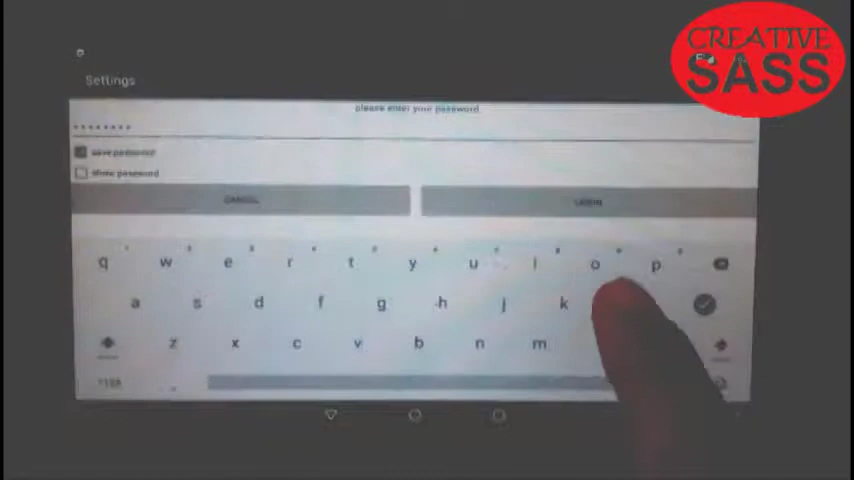 CREATIVE
SASS
Settings
please enter your password
save password
Show password
CANCEL
LOGIN
q w e r t y u i o p
a s d f g h j k
z x c v b n m